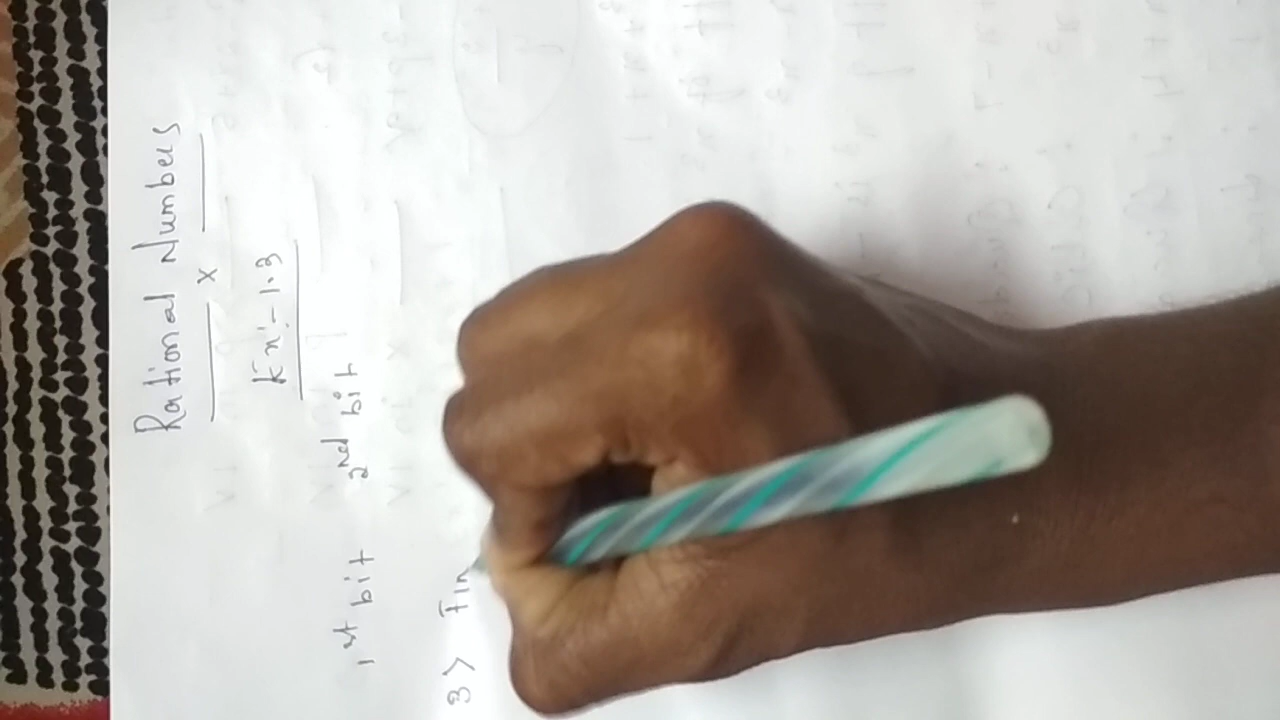 Rational Numbers
x
Ex:-1.3
1st bit 2nd bit
3> Fin